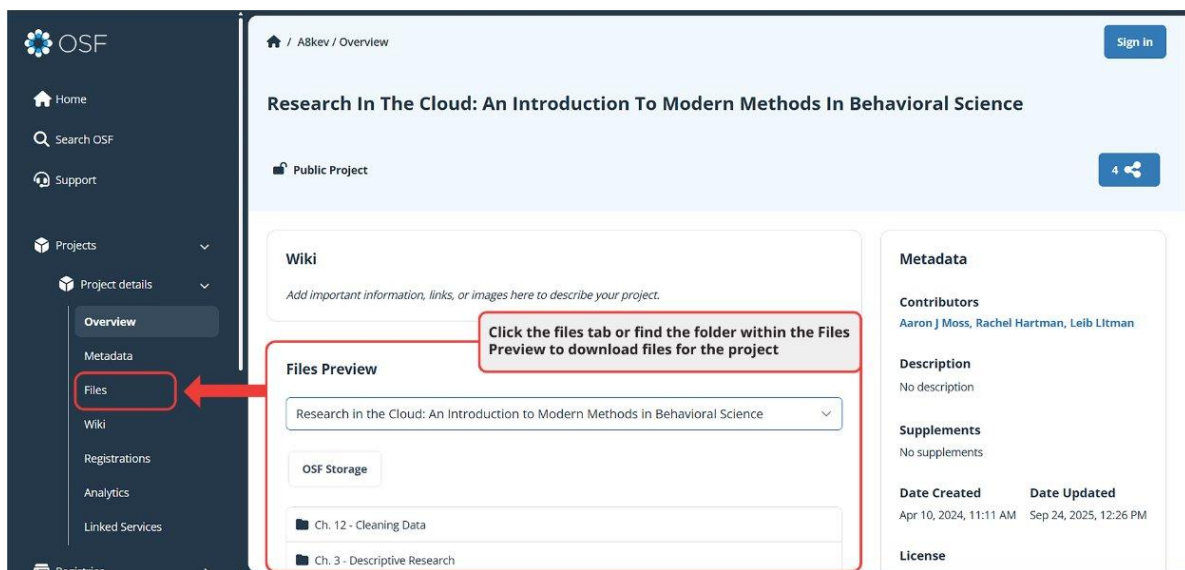 OSF
Home
Search OSF
Support
Projects
Project details
Overview
Metadata
Files
Wiki
Registrations
Analytics
Linked Services
/ A8kev / Overview
Sign in
Research In The Cloud: An Introduction To Modern Methods In Behavioral Science
Public Project
4
Wiki
Add important information, links, or images here to describe your project.
Click the files tab or find the folder within the Files
Preview to download files for the project
Files Preview
Research in the Cloud: An Introduction to Modern Methods in Behavioral Science
OSF Storage
Ch. 12 - Cleaning Data
Ch. 3 - Descriptive Research
Metadata
Contributors
Aaron J Moss, Rachel Hartman, Leib LItman
Description
No description
Supplements
No supplements
Date Created Date Updated
Apr 10, 2024, 11:11 AM Sep 24, 2025, 12:26 PM
License